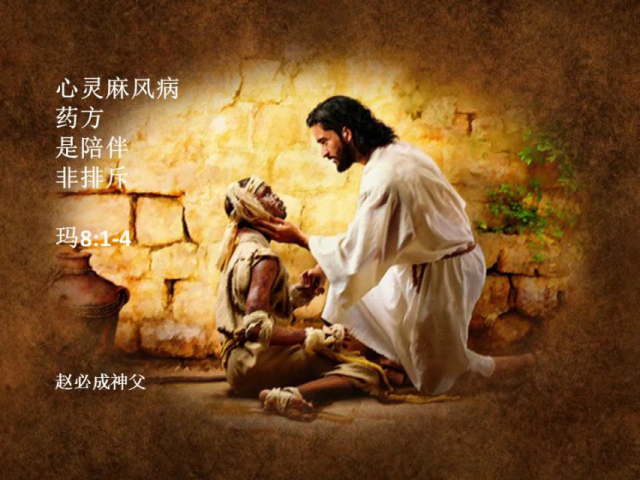 心灵麻风病
药方
是陪伴
非排斥
玛8:1-4
赵必成神父